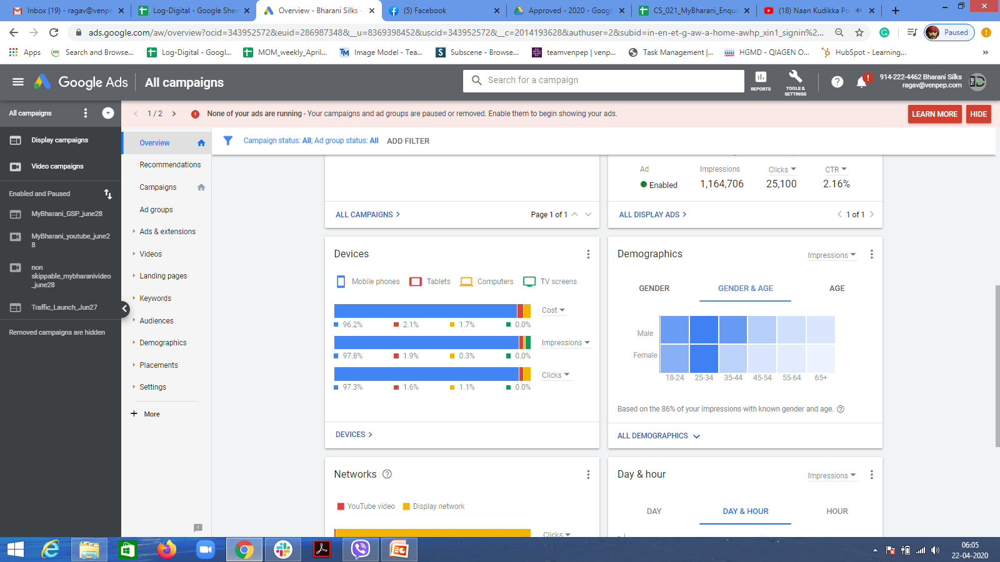 Inbox (19) - ragav@venpe
Log-Digital - Google Shee
Overview - Bharani Silks -
(5) Facebook
Approved - 2020 - Googl
CS_021_MyBharani_Enqui
(18) Naan Kudikka Po
ads.google.com/aw/overview?ocid=343952572&euid=286987348&__u=8369398452&uscid=343952572&__c=2014193628&authuser=2&subid=in-en-et-g-aw-a-home-awhp_xin1_signin%2...
Paused
Apps
Search and Browse...
Log-Digital - Googl...
MOM_weekly_April...
Image Model - Tea...
Subscene - Browse...
teamvenpep | venp...
Task Management |...
HGMD - QIAGEN O...
HubSpot - Learning...
»
Google Ads
All campaigns
Search for a campaign
REPORTS
TOOLS &
SETTINGS
914-222-4462 Bharani Silks
ragav@venpep.com
All campaigns
1 / 2
None of your ads are running - Your campaigns and ad groups are paused or removed. Enable them to begin showing your ads.
LEARN MORE
HIDE
Display campaigns
Video campaigns
Enabled and Paused
MyBharani_GSP_june28
MyBharani_youtube_june2
8
non
skippable_mybharanivideo
_june28
Traffic_Launch_Jun27
Removed campaigns are hidden
Overview
Recommendations
Campaigns
Ad groups
Ads & extensions
Videos
Landing pages
Keywords
Audiences
Demographics
Placements
Settings
+ More
Campaign status: All; Ad group status: All
ADD FILTER
ALL CAMPAIGNS
Page 1 of 1
Ad
Impressions
Clicks
CTR
Enabled
1,164,706
25,100
2.16%
ALL DISPLAY ADS
1 of 1
Devices
Mobile phones
Tablets
Computers
TV screens
Cost
96.2%
2.1%
1.7%
0.0%
Impressions
97.8%
1.9%
0.3%
0.0%
Clicks
97.3%
1.6%
1.1%
0.0%
DEVICES
Demographics
Impressions
GENDER
GENDER & AGE
AGE
Male
Female
18-24
25-34
35-44
45-54
55-64
65+
Based on the 86% of your impressions with known gender and age.
ALL DEMOGRAPHICS
Networks
YouTube video
Display network
Clicks
Day & hour
Impressions
DAY
DAY & HOUR
HOUR
06:05
22-04-2020